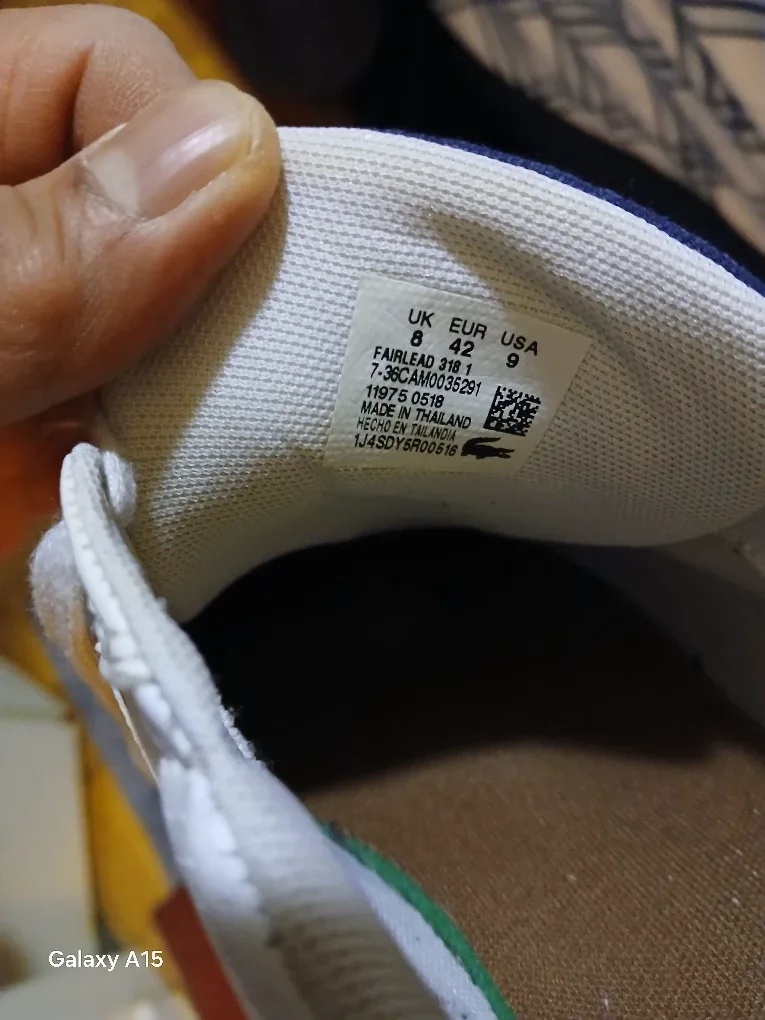 UK EUR USA
8 42 9
FAIRLEAD 318 1
7-36CAM0035291
11975 0518
MADE IN THAILAND
HECHO EN TAILANDIA
1J4SDY5R00516
Galaxy A15